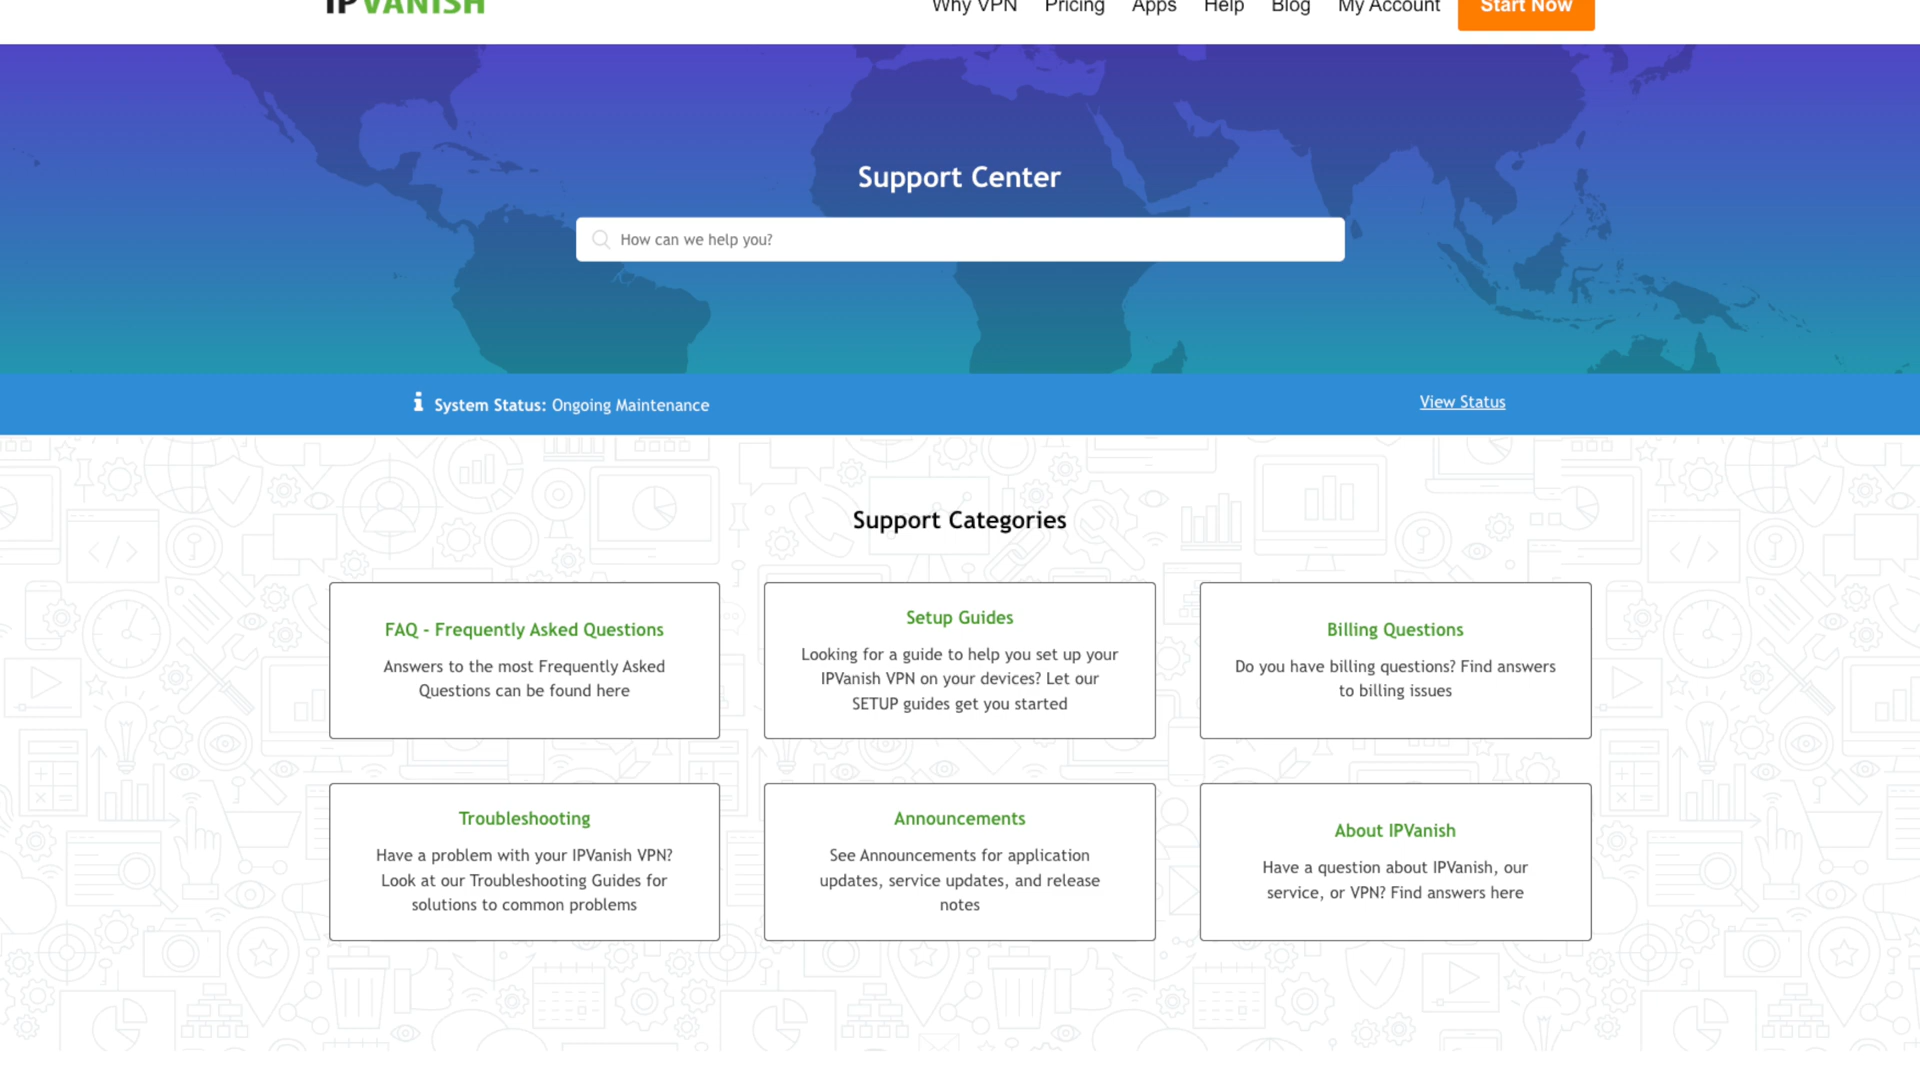 IPVANISH
Why VPN Pricing Apps Help Blog My Account Start Now
Support Center
How can we help you?
System Status: Ongoing Maintenance
View Status
Support Categories
FAQ - Frequently Asked Questions
Answers to the most Frequently Asked
Questions can be found here
Setup Guides
Looking for a guide to help you set up your
IPVanish VPN on your devices? Let our
SETUP guides get you started
Billing Questions
Do you have billing questions? Find answers
to billing issues
Troubleshooting
Have a problem with your IPVanish VPN?
Look at our Troubleshooting Guides for
solutions to common problems
Announcements
See Announcements for application
updates, service updates, and release
notes
About IPVanish
Have a question about IPVanish, our
service, or VPN? Find answers here